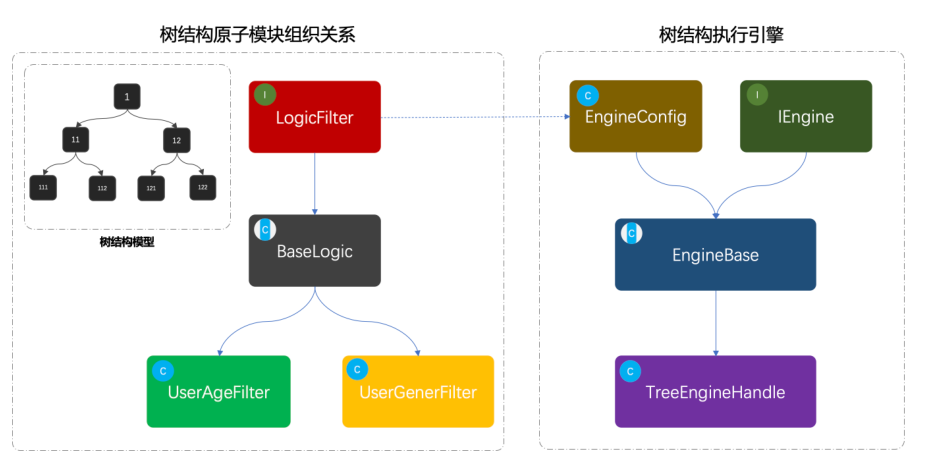 树结构原子模块组织关系
树结构执行引擎
1
11
12
111
112
121
122
树结构模型
I
LogicFilter
C
EngineConfig
I
IEngine
C
BaseLogic
C
EngineBase
C
UserAgeFilter
C
UserGenerFilter
C
TreeEngineHandle